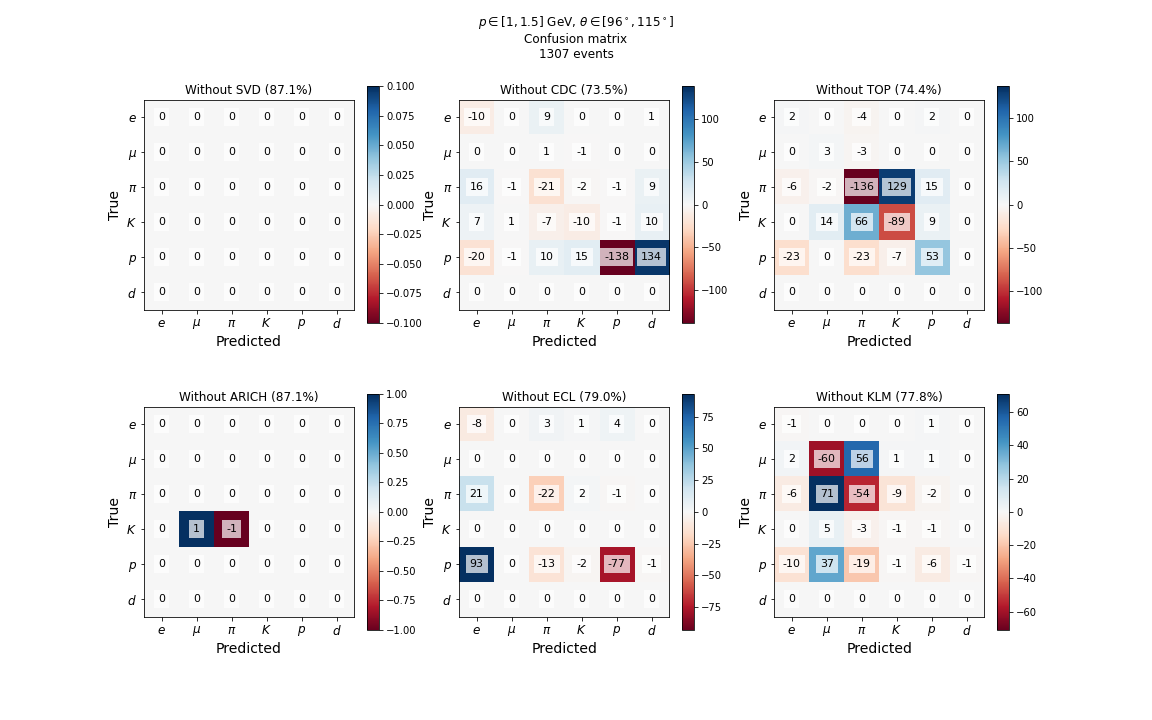 p ∈ [1, 1.5] GeV, θ ∈ [96°, 115°]
Confusion matrix
1307 events
Without SVD (87.1%)
True
e 0 0 0 0 0 0
μ 0 0 0 0 0 0
π 0 0 0 0 0 0
K 0 0 0 0 0 0
p 0 0 0 0 0 0
d 0 0 0 0 0 0
e μ π K p d
Predicted
0.100
0.075
0.050
0.025
0.000
−0.025
−0.050
−0.075
−0.100
Without CDC (73.5%)
True
e -10 0 9 0 0 1
μ 0 0 1 -1 0 0
π 16 -1 -21 -2 -1 9
K 7 1 -7 -10 -1 10
p -20 -1 10 15 -138 134
d 0 0 0 0 0 0
e μ π K p d
Predicted
100
50
0
−50
−100
Without TOP (74.4%)
True
e 2 0 -4 0 2 0
μ 0 3 -3 0 0 0
π -6 -2 -136 129 15 0
K 0 14 66 -89 9 0
p -23 0 -23 -7 53 0
d 0 0 0 0 0 0
e μ π K p d
Predicted
100
50
0
−50
−100
Without ARICH (87.1%)
True
e 0 0 0 0 0 0
μ 0 0 0 0 0 0
π 0 0 0 0 0 0
K 0 1 -1 0 0 0
p 0 0 0 0 0 0
d 0 0 0 0 0 0
e μ π K p d
Predicted
1.00
0.75
0.50
0.25
0.00
−0.25
−0.50
−0.75
−1.00
Without ECL (79.0%)
True
e -8 0 3 1 4 0
μ 0 0 0 0 0 0
π 21 0 -22 2 -1 0
K 0 0 0 0 0 0
p 93 0 -13 -2 -77 -1
d 0 0 0 0 0 0
e μ π K p d
Predicted
75
50
25
0
−25
−50
−75
Without KLM (77.8%)
True
e -1 0 0 0 1 0
μ 2 -60 56 1 1 0
π -6 71 -54 -9 -2 0
K 0 5 -3 -1 -1 0
p -10 37 -19 -1 -6 -1
d 0 0 0 0 0 0
e μ π K p d
Predicted
60
40
20
0
−20
−40
−60